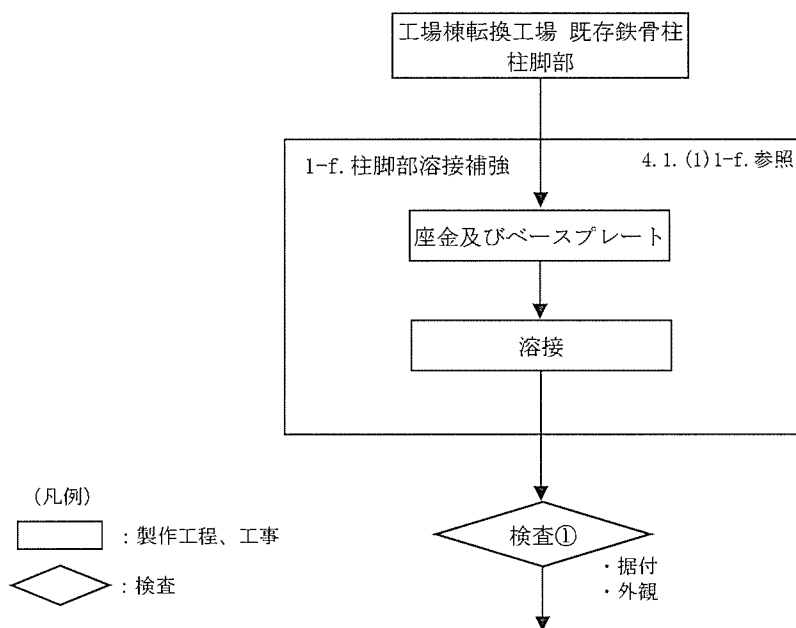 工場棟転換工場 既存鉄骨柱
柱脚部
1-f. 柱脚部溶接補強
4.1.(1)1-f.参照
座金及びベースプレート
溶接
検査①
・据付
・外観
(凡例)
：製作工程、工事
：検査